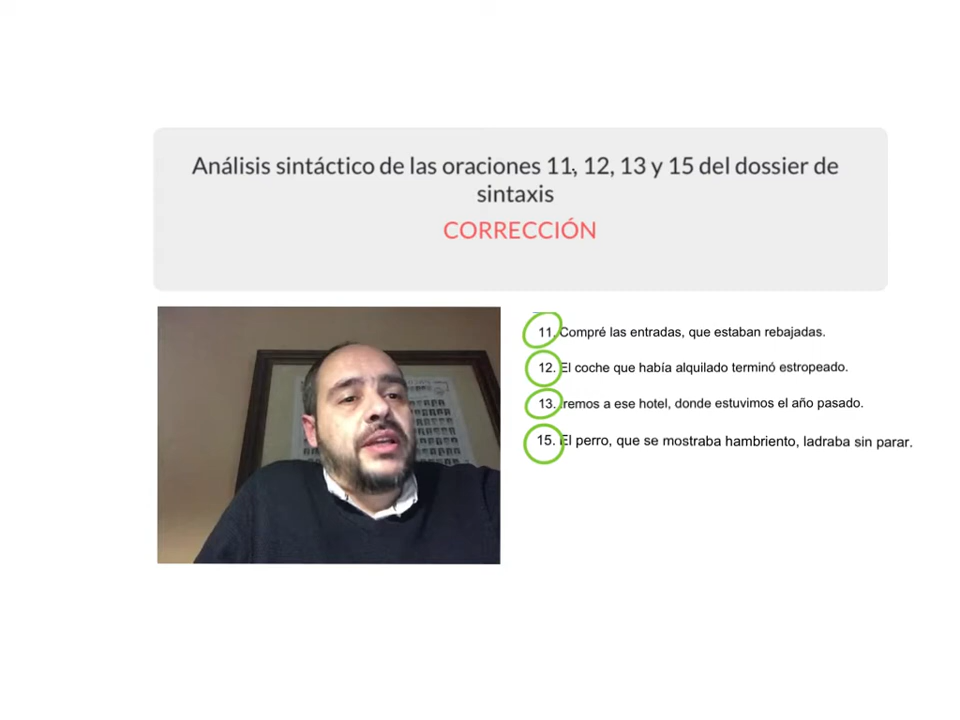 Análisis sintáctico de las oraciones 11, 12, 13 y 15 del dossier de
sintaxis
CORRECCIÓN
11. Compré las entradas, que estaban rebajadas.
12. El coche que había alquilado terminó estropeado.
13. Iremos a ese hotel, donde estuvimos el año pasado.
15. El perro, que se mostraba hambriento, ladraba sin parar.